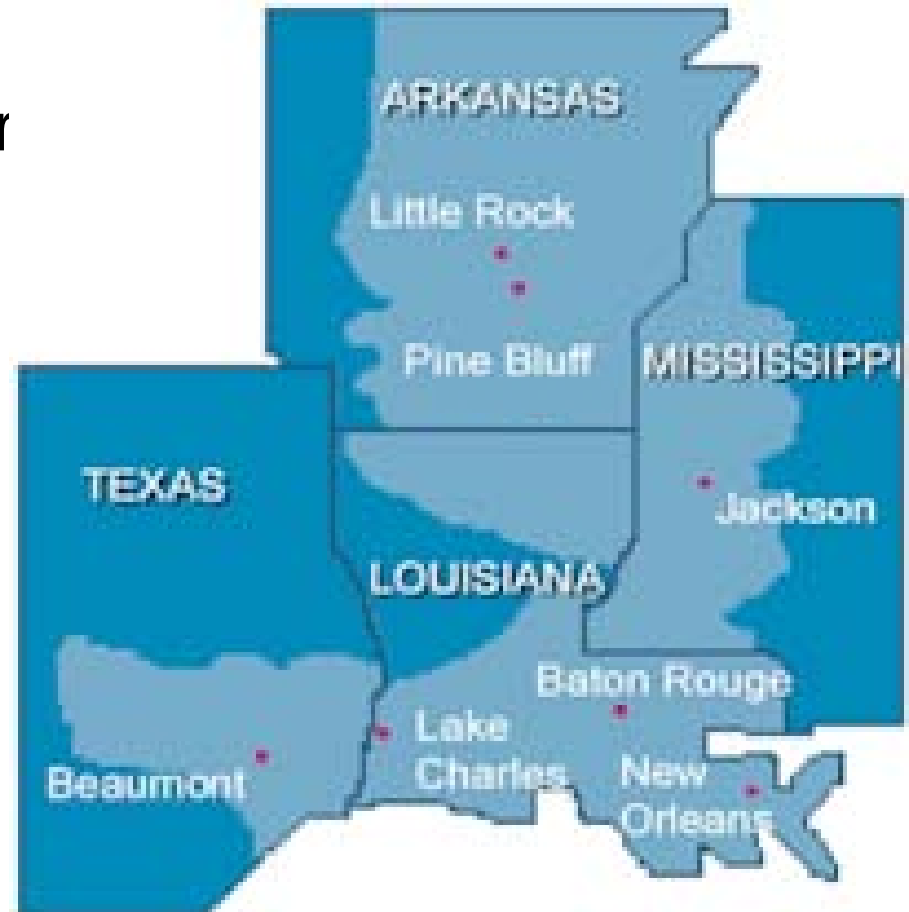 r
ARKANSAS
Little Rock
Pine Bluff
MISSISSIPPI
TEXAS
Jackson
LOUISIANA
Baton Rouge
Lake
Charles
New
Orleans
Beaumont